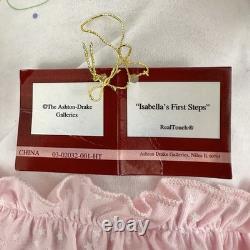 ©The Ashton-Drake
Galleries
"Isabella's First Steps"
RealTouch®
CHINA
03-02032-001-HT
Ashton-Drake Galleries, Niles IL 60714